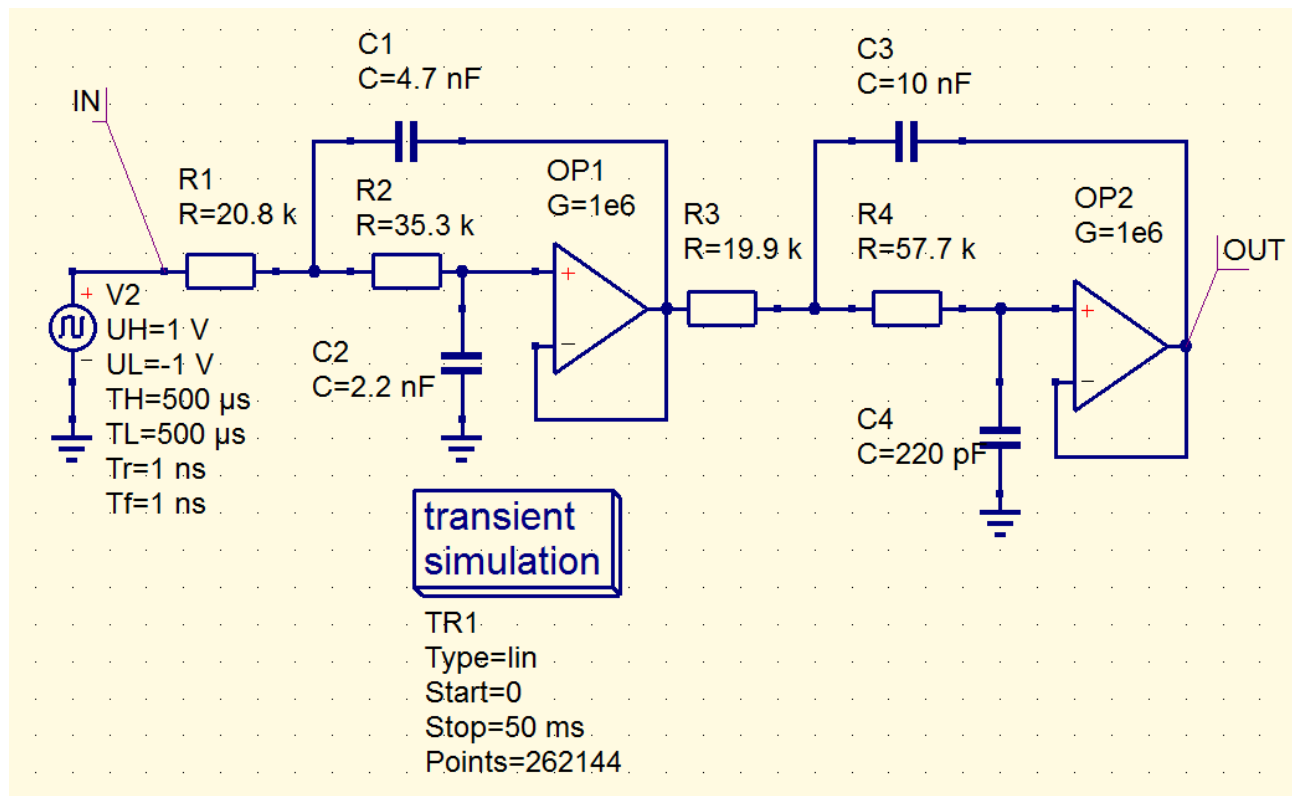 C1
C=4.7 nF
C3
C=10 nF
IN
R1
R=20.8 k
R2
R=35.3 k
OP1
G=1e6
R3
R=19.9 k
R4
R=57.7 k
OP2
G=1e6
OUT
+
V2
UH=1 V
−
UL=-1 V
TH=500 µs
TL=500 µs
Tr=1 ns
Tf=1 ns
C2
C=2.2 nF
+
−
+
−
C4
C=220 pF
transient
simulation
TR1
Type=lin
Start=0
Stop=50 ms
Points=262144